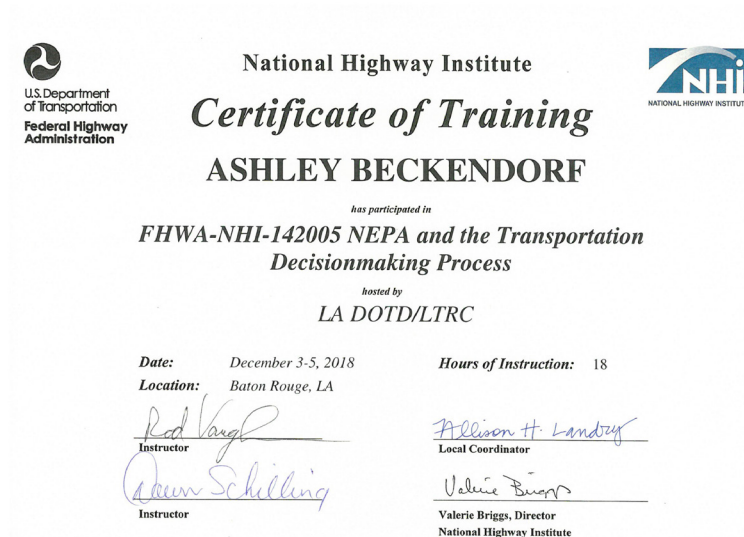 U.S. Department
of Transportation
Federal Highway
Administration
National Highway Institute
NHi
NATIONAL HIGHWAY INSTITUT
Certificate of Training
ASHLEY BECKENDORF
has participated in
FHWA-NHI-142005 NEPA and the Transportation
Decisionmaking Process
hosted by
LA DOTD/LTRC
Date: December 3-5, 2018
Hours of Instruction: 18
Location: Baton Rouge, LA
Rod
Instructor
Allison H. Landry
Local Coordinator
Dawn Schilling
Instructor
Valerie Briggs
Valerie Briggs, Director
National Highway Institute